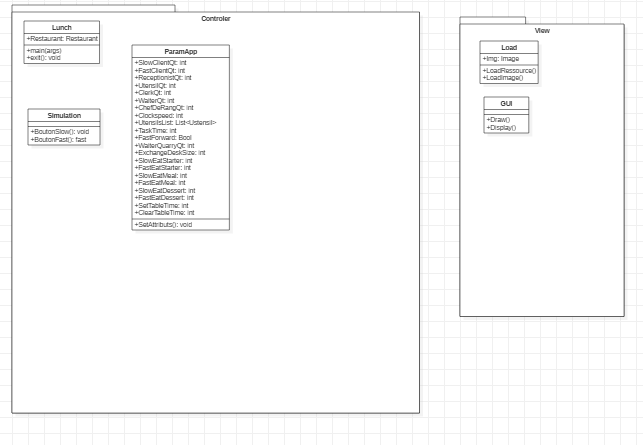 Controler
Lunch
+Restaurant: Restaurant
+main(args)
+exit(): void
Simulation
+BoutonSlow(): void
+BoutonFast(): fast
ParamApp
+SlowClientQt: int
+FastClientQt: int
+ReceptionistQt: int
+UtensilQt: int
+ClerkQt: int
+WaiterQt: int
+ChefDeRangQt: int
+Clockspeed: int
+UtensilsList: List<Ustensil>
+TaskTime: int
+FastForward: Bool
+WaiterQuarryQt: int
+ExchangeDeskSize: int
+SlowEatStarter: int
+FastEatStarter: int
+SlowEatMeal: int
+FastEatMeal: int
+SlowEatDessert: int
+FastEatDessert: int
+SetTableTime: int
+ClearTableTime: int
+SetAttributs(): void
View
Load
+Img: Image
+LoadRessource()
+LoadImage()
GUI
+Draw()
+Display()